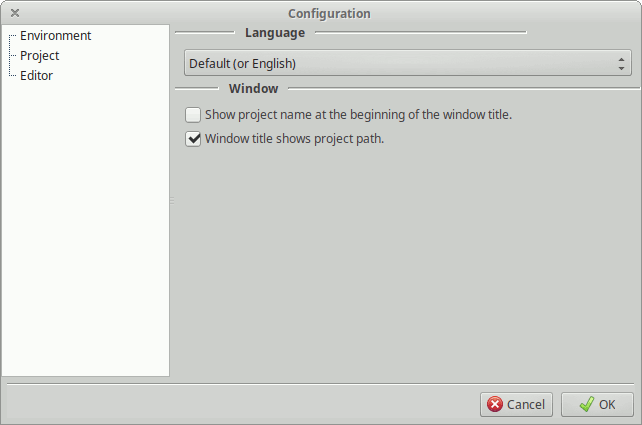 Configuration
Environment
Project
Editor
Language
Default (or English)
Window
Show project name at the beginning of the window title.
Window title shows project path.
Cancel
OK